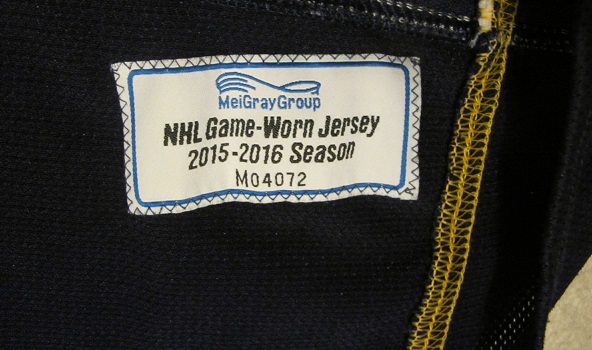 MeiGrayGroup
NHL Game-Worn Jersey
2015-2016 Season
M04072